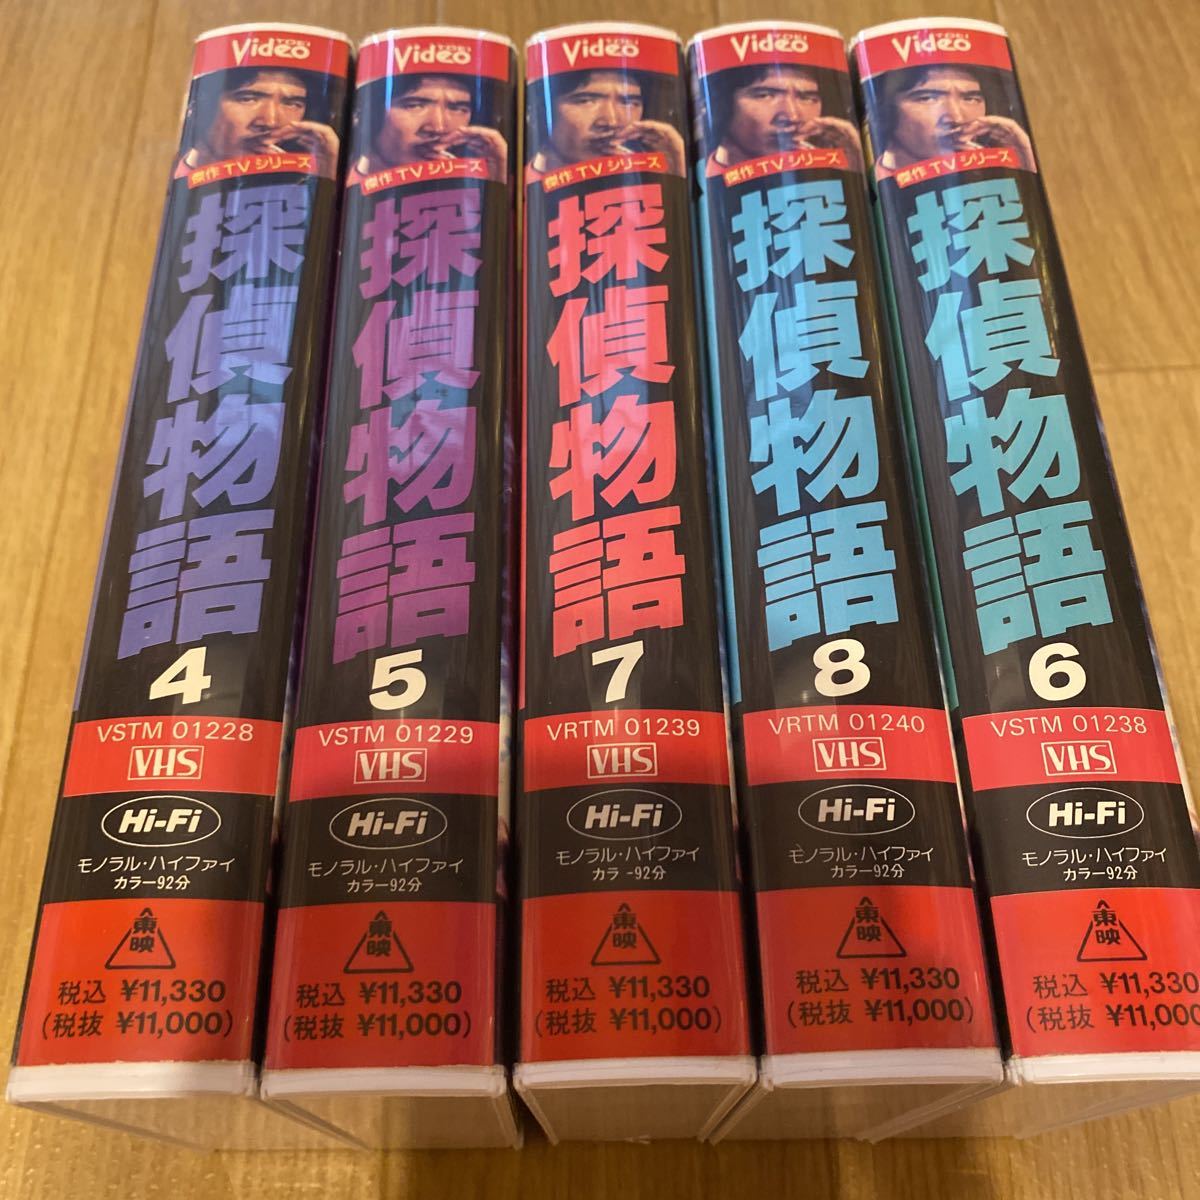 TOEI
Video
傑作TVシリーズ
探偵物語
4
VSTM 01228
VHS
Hi-Fi
モノラル・ハイファイ
カラー92分
東映
税込 ¥11,330
(税抜 ¥11,000)
TOEI
Video
傑作TVシリーズ
探偵物語
5
VSTM 01229
VHS
Hi-Fi
モノラル・ハイファイ
カラー92分
東映
税込 ¥11,330
(税抜 ¥11,000)
TOEI
Video
傑作TVシリーズ
探偵物語
7
VRTM 01239
VHS
Hi-Fi
モノラル・ハイファイ
カラ -92分
東映
税込 ¥11,330
(税抜 ¥11,000)
TOEI
Video
傑作TVシリーズ
探偵物語
8
VRTM 01240
VHS
Hi-Fi
モノラル・ハイファイ
カラー92分
東映
税込 ¥11,330
(税抜 ¥11,000)
TOEI
Video
傑作TVシリーズ
探偵物語
6
VSTM 01238
VHS
Hi-Fi
モノラル・ハイファイ
カラー92分
東映
税込 ¥11,330
(税抜 ¥11,000